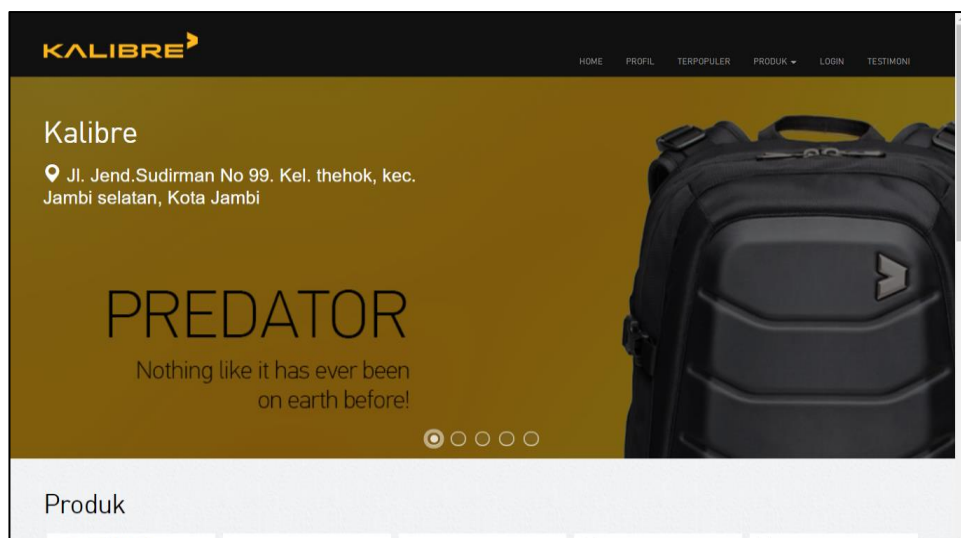 KALIBRE
HOME PROFIL TERPOPULER PRODUK LOGIN TESTIMONI
Kalibre
Jl. Jend.Sudirman No 99. Kel. thehok, kec.
Jambi selatan, Kota Jambi
PREDATOR
Nothing like it has ever been
on earth before!
Produk